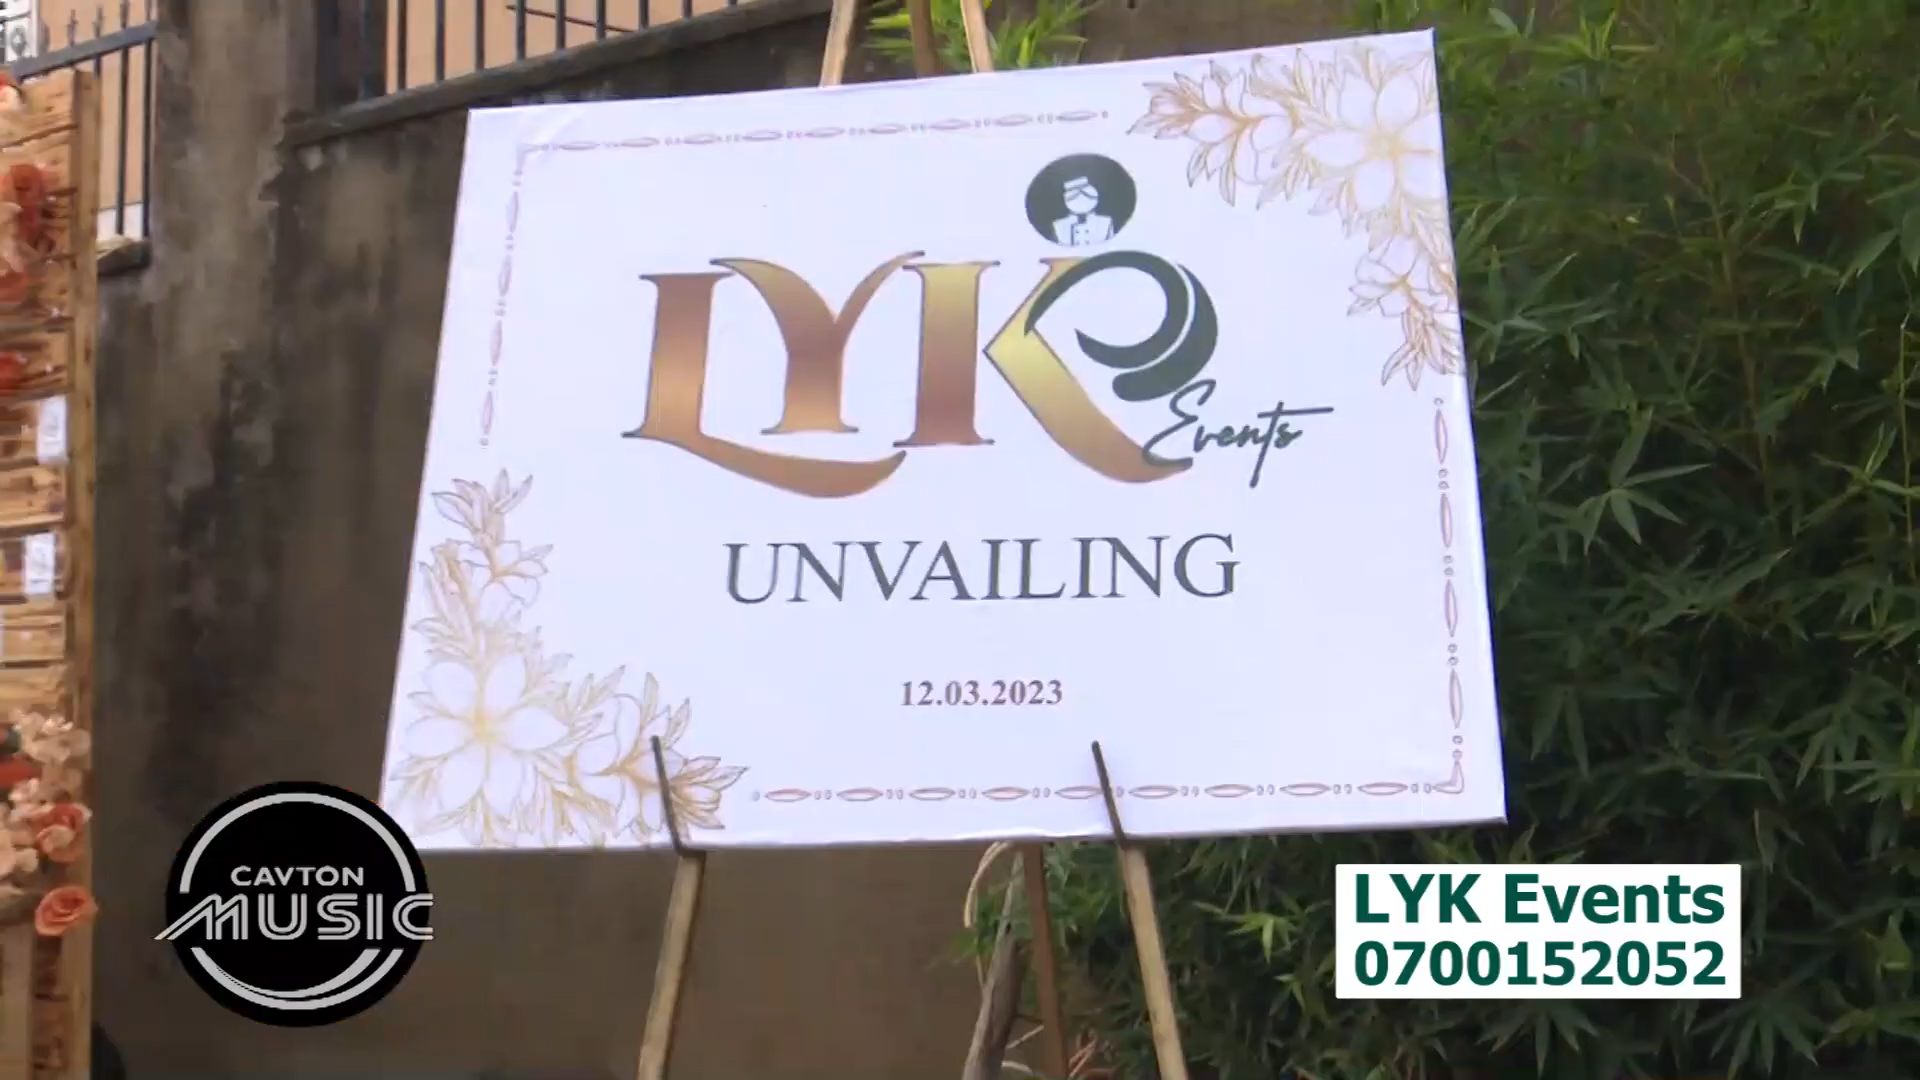 LYK
Events
UNVAILING
12.03.2023
CAVTON
MUSIC
LYK Events
0700152052